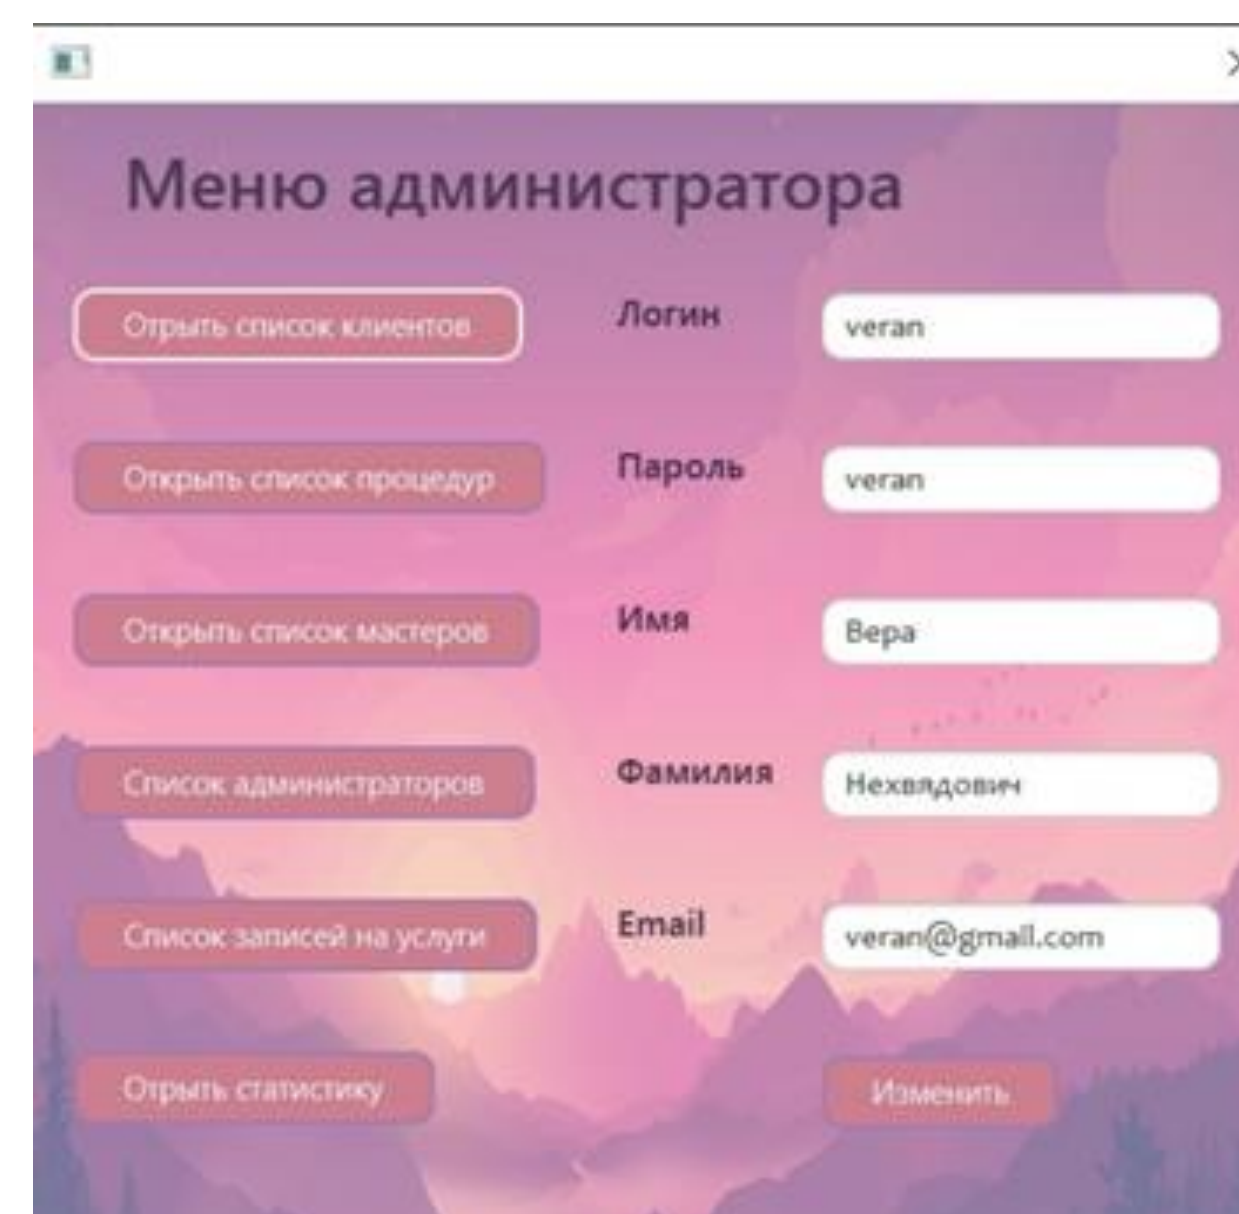 Меню администратора
Отрыть список клиентов
Логин
veran
Открыть список процедур
Пароль
veran
Открыть список мастеров
Имя
Вера
Список администраторов
Фамилия
Нехвядович
Список записей на услуги
Email
veran@gmail.com
Отрыть статистику
Изменить